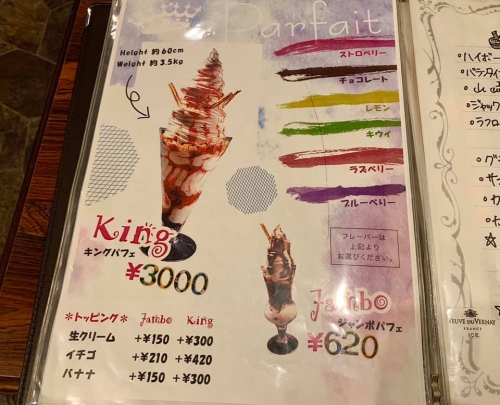 Parfait
Height 約60cm
Weight 約3.5kg
ストロベリー
チョコレート
レモン
キウイ
ラズベリー
ブルーベリー
フレーバーは
上記より
お選びください。
King
キングパフェ
¥3000
Jambo
ジャンボパフェ
¥620
*トッピング* Jambo King
生クリーム +¥150 +¥300
イチゴ +¥210 +¥420
バナナ +¥150 +¥300
VEUVE DU VERNAY
FRANCE
ICE